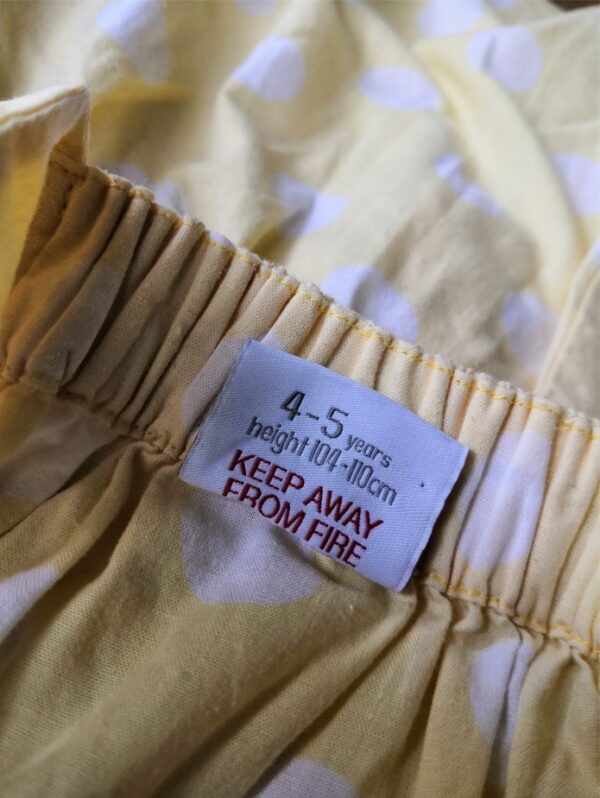 4-5 years
height 104-110cm
KEEP AWAY
FROM FIRE